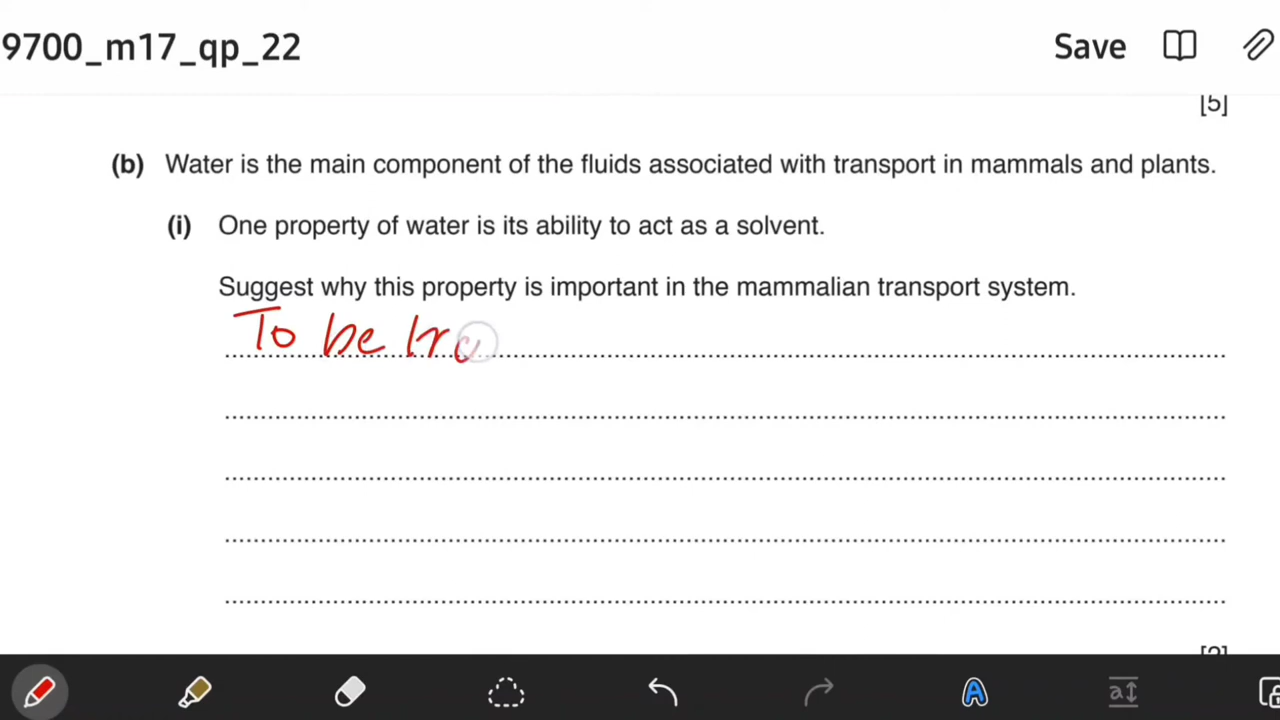 9700_m17_qp_22 Save
[5]
(b) Water is the main component of the fluids associated with transport in mammals and plants.
(i) One property of water is its ability to act as a solvent.
Suggest why this property is important in the mammalian transport system.
To be
A a